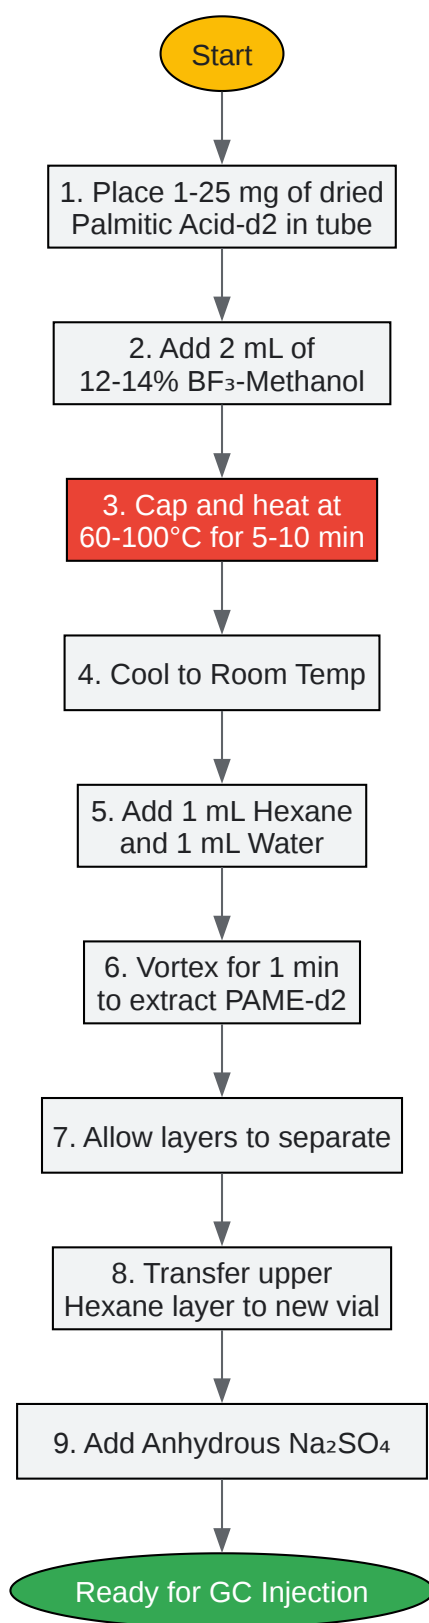 Start
1. Place 1-25 mg of dried
Palmitic Acid-d2 in tube
2. Add 2 mL of
12-14% BF₃-Methanol
3. Cap and heat at
60-100°C for 5-10 min
4. Cool to Room Temp
5. Add 1 mL Hexane
and 1 mL Water
6. Vortex for 1 min
to extract PAME-d2
7. Allow layers to separate
8. Transfer upper
Hexane layer to new vial
9. Add Anhydrous Na₂SO₄
Ready for GC Injection